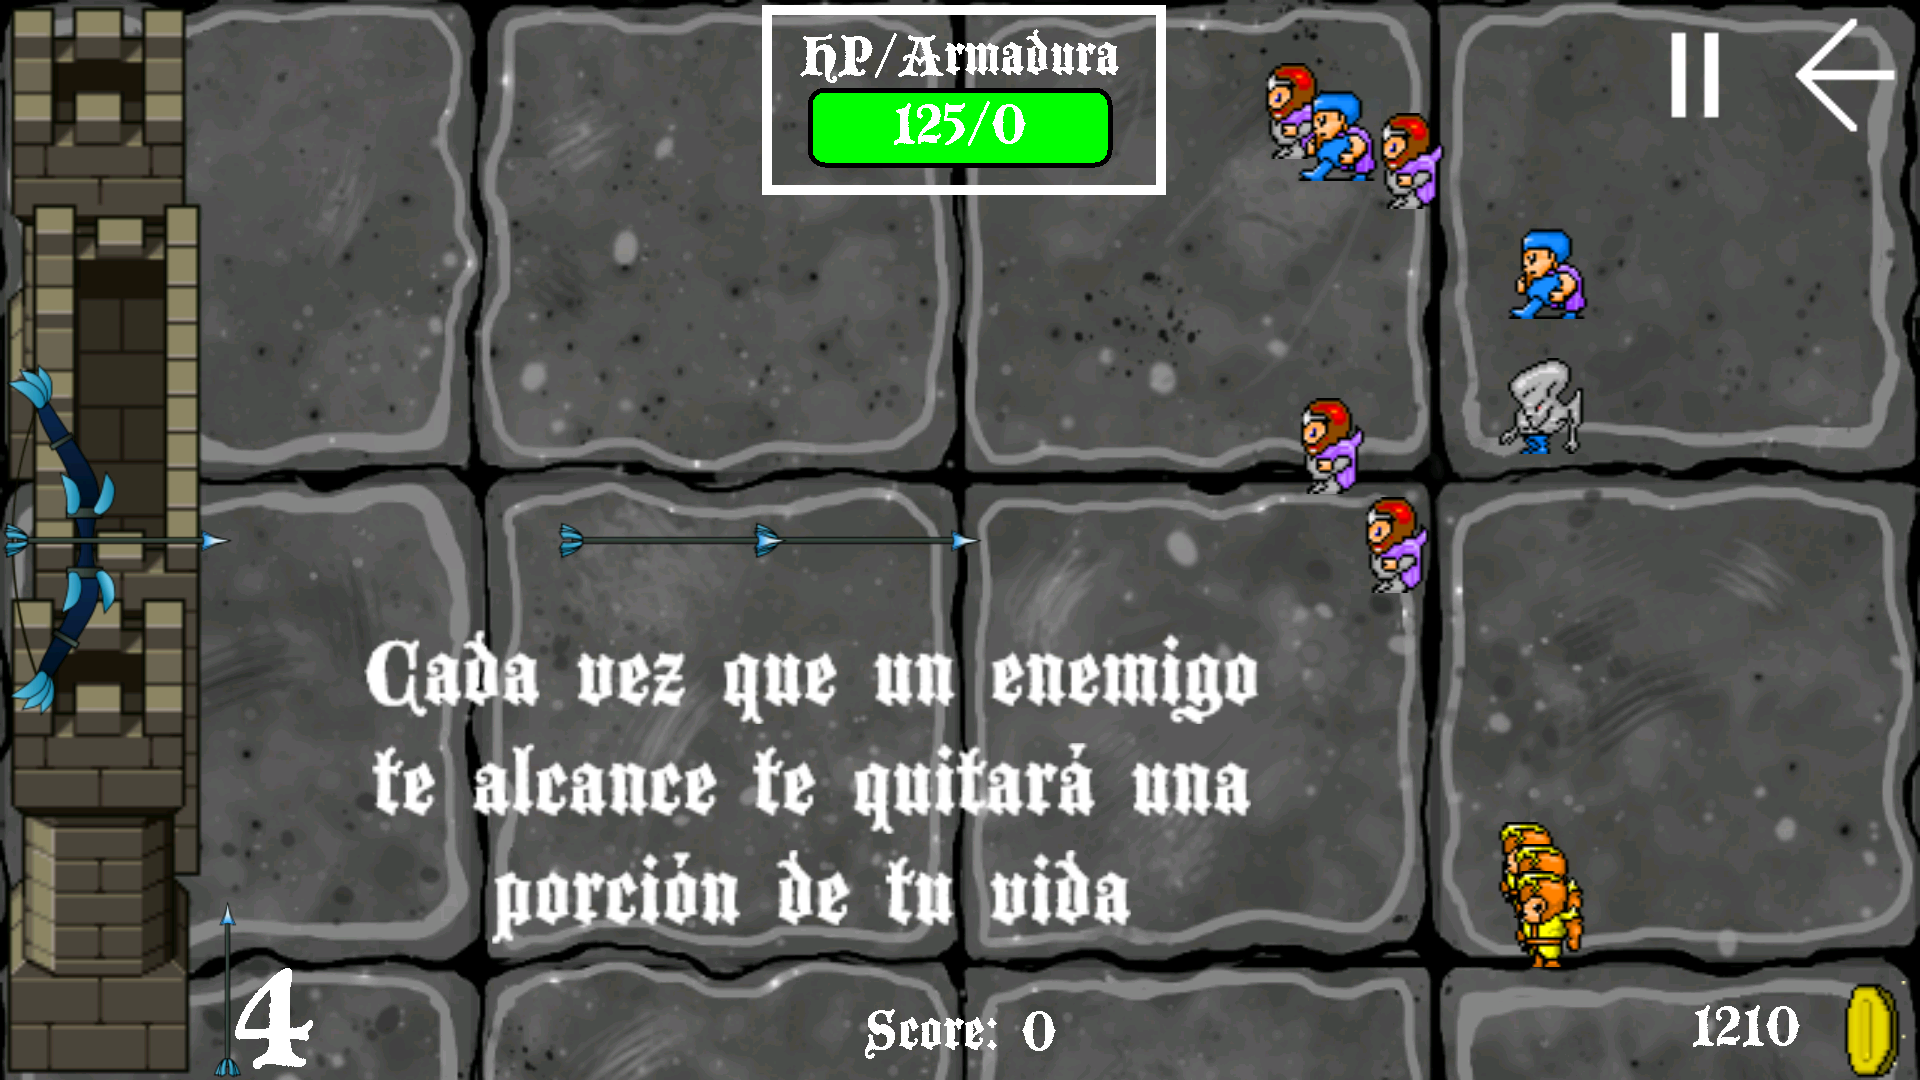 HP/Armadura
125/0
Cada vez que un enemigo
te alcance te quitará una
porción de tu vida
4
Score: 0
1210